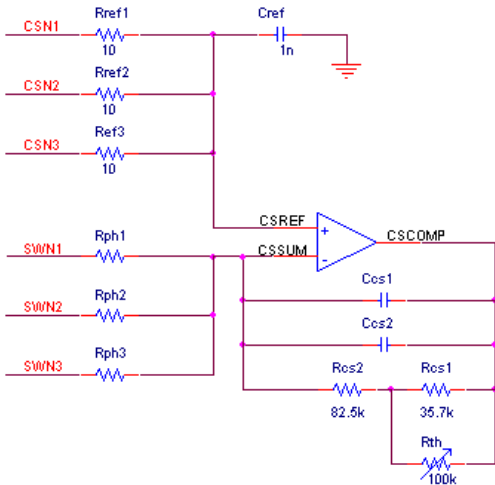 CSN1
Rref1
10
Cref
1n
CSN2
Rref2
10
CSN3
Rref3
10
CSREF
+
CSCOMP
SWN1
Rph1
CSSUM
-
Ccs1
SWN2
Rph2
Ccs2
SWN3
Rph3
Rcs2
82.5k
Rcs1
35.7k
Rth
100k